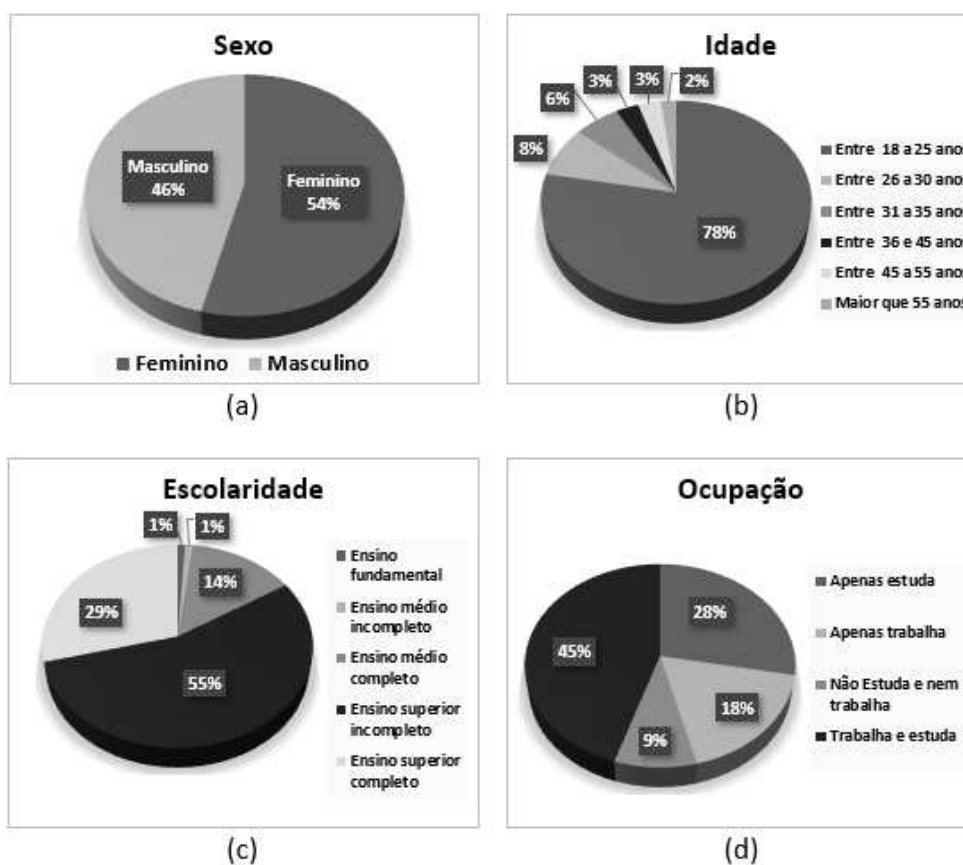 Sexo
Masculino
46%
Feminino
54%
Feminino Masculino
(a)
Idade
8%
6%
3%
3%
2%
78%
Entre 18 a 25 anos
Entre 26 a 30 anos
Entre 31 a 35 anos
Entre 36 e 45 anos
Entre 45 a 55 anos
Maior que 55 anos
(b)
Escolaridade
1%
1%
14%
29%
55%
Ensino
fundamental
Ensino médio
incompleto
Ensino médio
completo
Ensino superior
incompleto
Ensino superior
completo
(c)
Ocupação
28%
45%
18%
9%
Apenas estuda
Apenas trabalha
Não Estuda e nem
trabalha
Trabalha e estuda
(d)